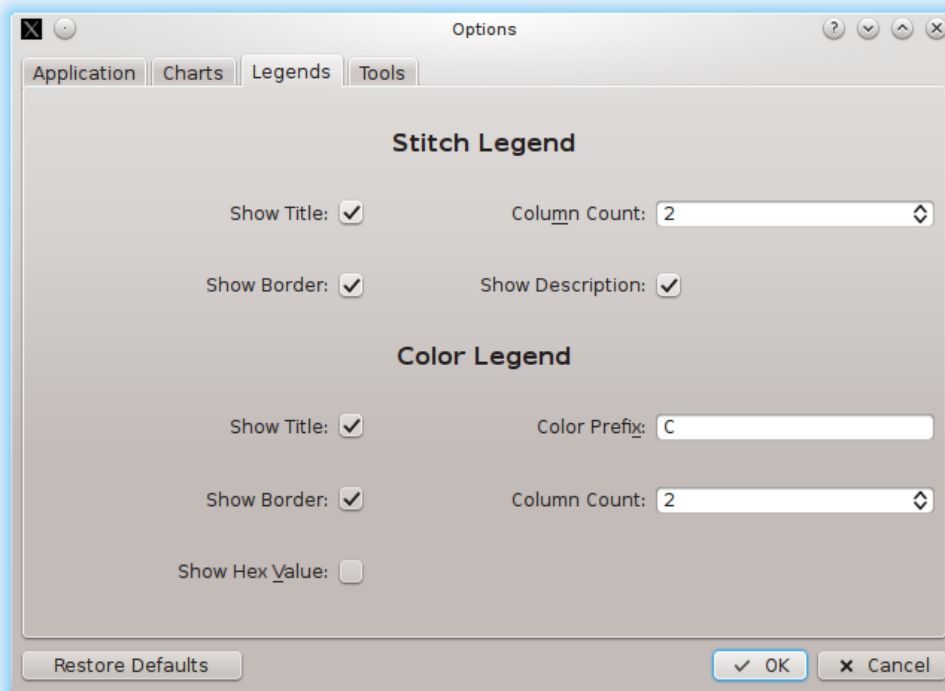 Options
Application Charts Legends Tools
Stitch Legend
Show Title: Column Count: 2
Show Border: Show Description:
Color Legend
Show Title: Color Prefix: C
Show Border: Column Count: 2
Show Hex Value:
Restore Defaults OK Cancel